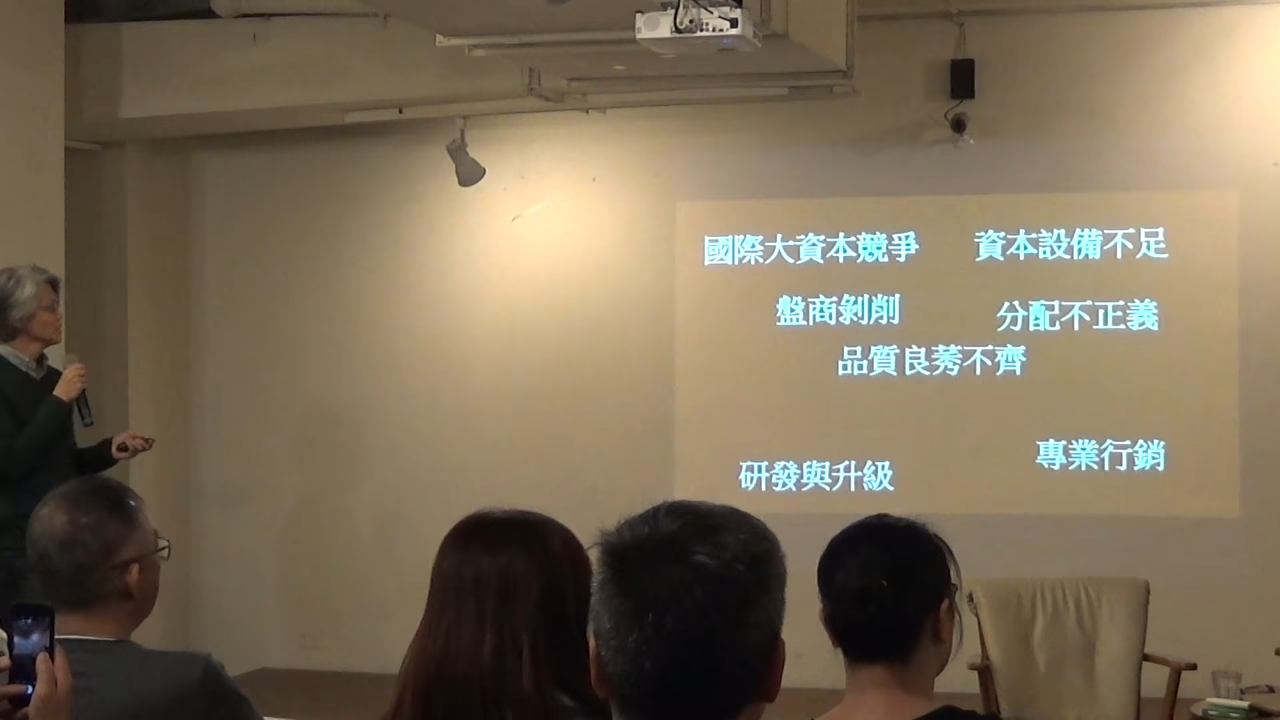 國際大資本競爭
資本設備不足
盤商剝削
分配不正義
品質良莠不齊
專業行銷
研發與升級